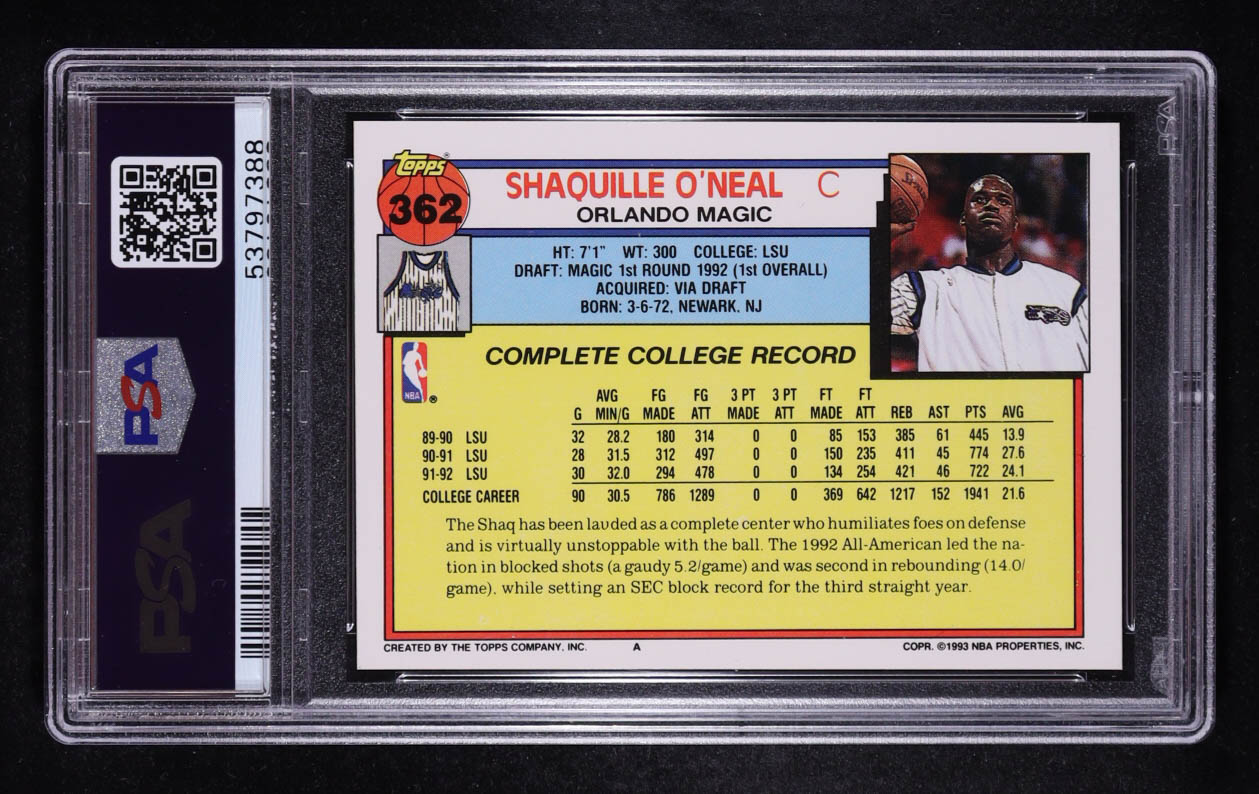 53797388
PSA
PSA
PSA
topps
362
SHAQUILLE O'NEAL C
ORLANDO MAGIC
HT: 7'1" WT: 300 COLLEGE: LSU
DRAFT: MAGIC 1st ROUND 1992 (1st OVERALL)
ACQUIRED: VIA DRAFT
BORN: 3-6-72, NEWARK, NJ
NBA ®
COMPLETE COLLEGE RECORD
AVG FG FG 3 PT 3 PT FT FT
G MIN/G MADE ATT MADE ATT MADE ATT REB AST PTS AVG
89-90 LSU 32 28.2 180 314 0 0 85 153 385 61 445 13.9
90-91 LSU 28 31.5 312 497 0 0 150 235 411 45 774 27.6
91-92 LSU 30 32.0 294 478 0 0 134 254 421 46 722 24.1
COLLEGE CAREER 90 30.5 786 1289 0 0 369 642 1217 152 1941 21.6
The Shaq has been lauded as a complete center who humiliates foes on defense
and is virtually unstoppable with the ball. The 1992 All-American led the na-
tion in blocked shots (a gaudy 5.2/game) and was second in rebounding (14.0/
game), while setting an SEC block record for the third straight year.
CREATED BY THE TOPPS COMPANY, INC. A COPR. ©1993 NBA PROPERTIES, INC.